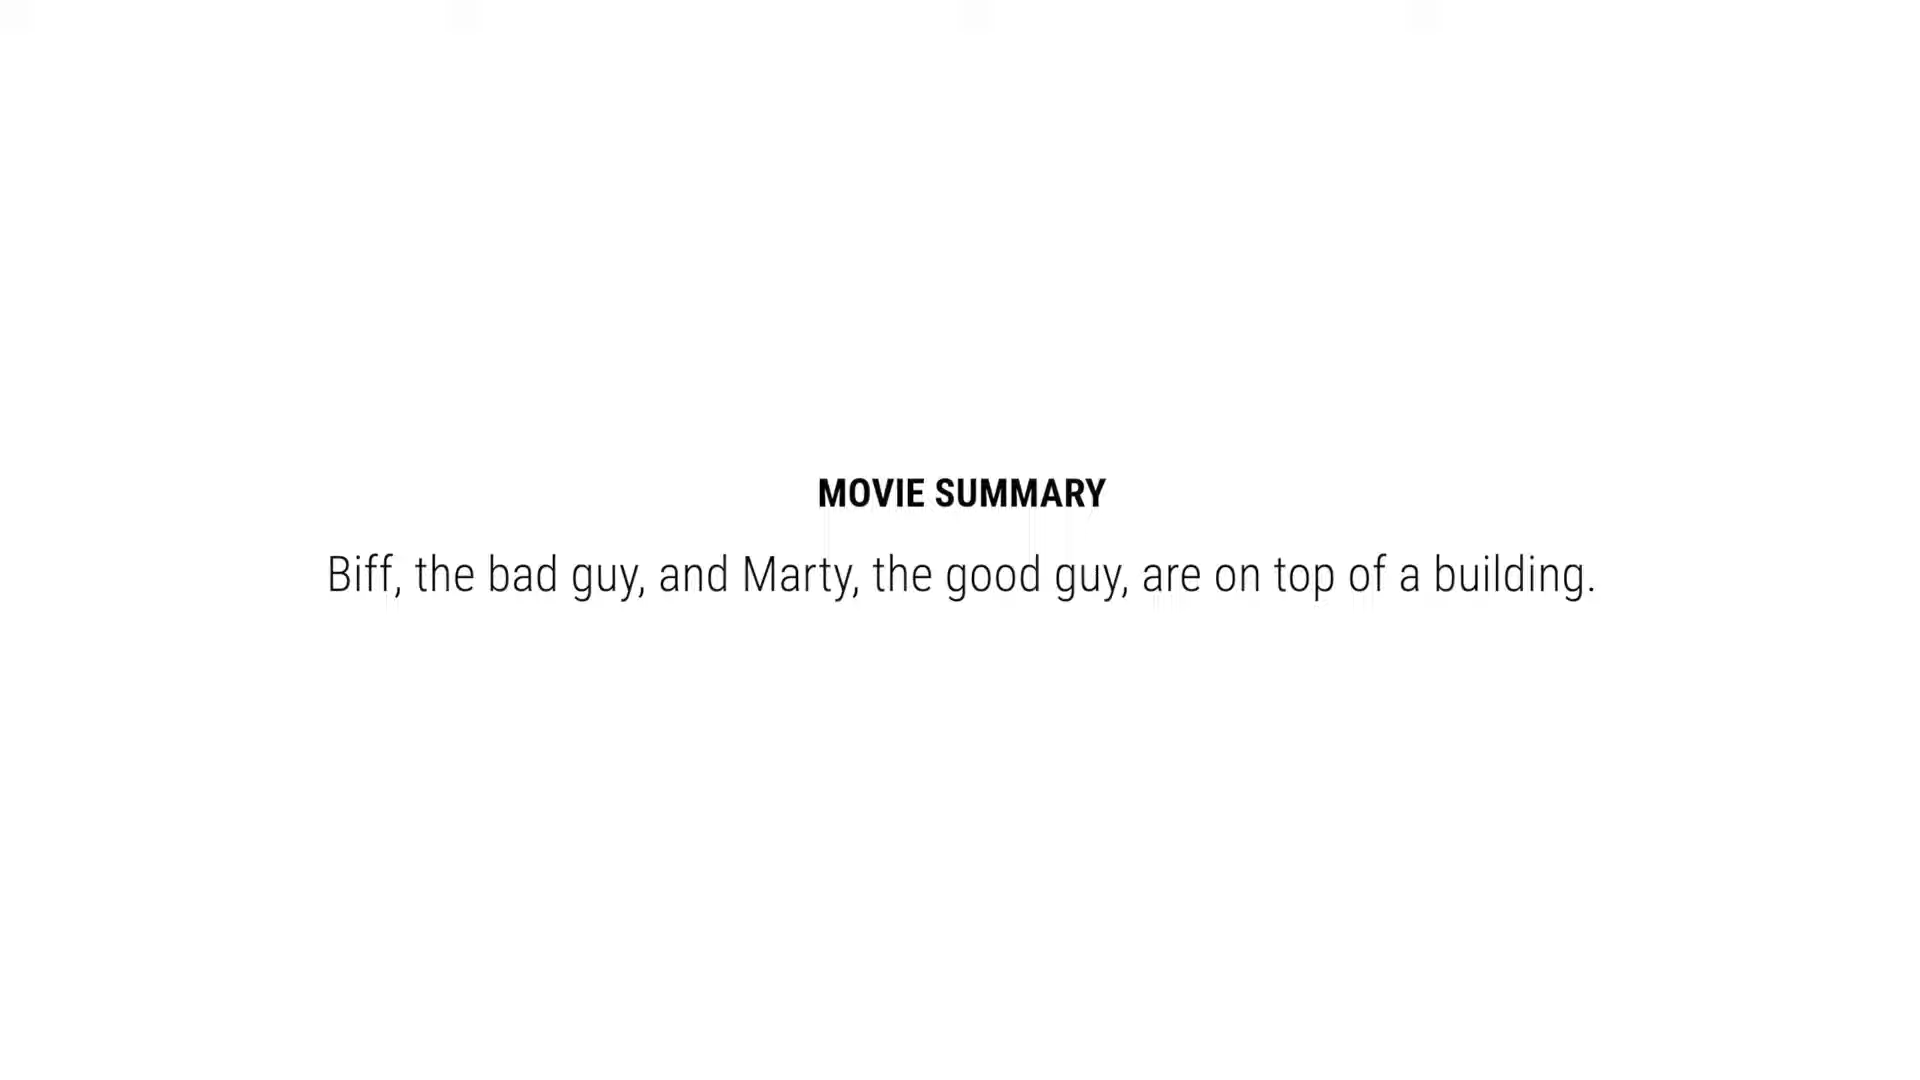 MOVIE SUMMARY
Biff, the bad guy, and Marty, the good guy, are on top of a building.